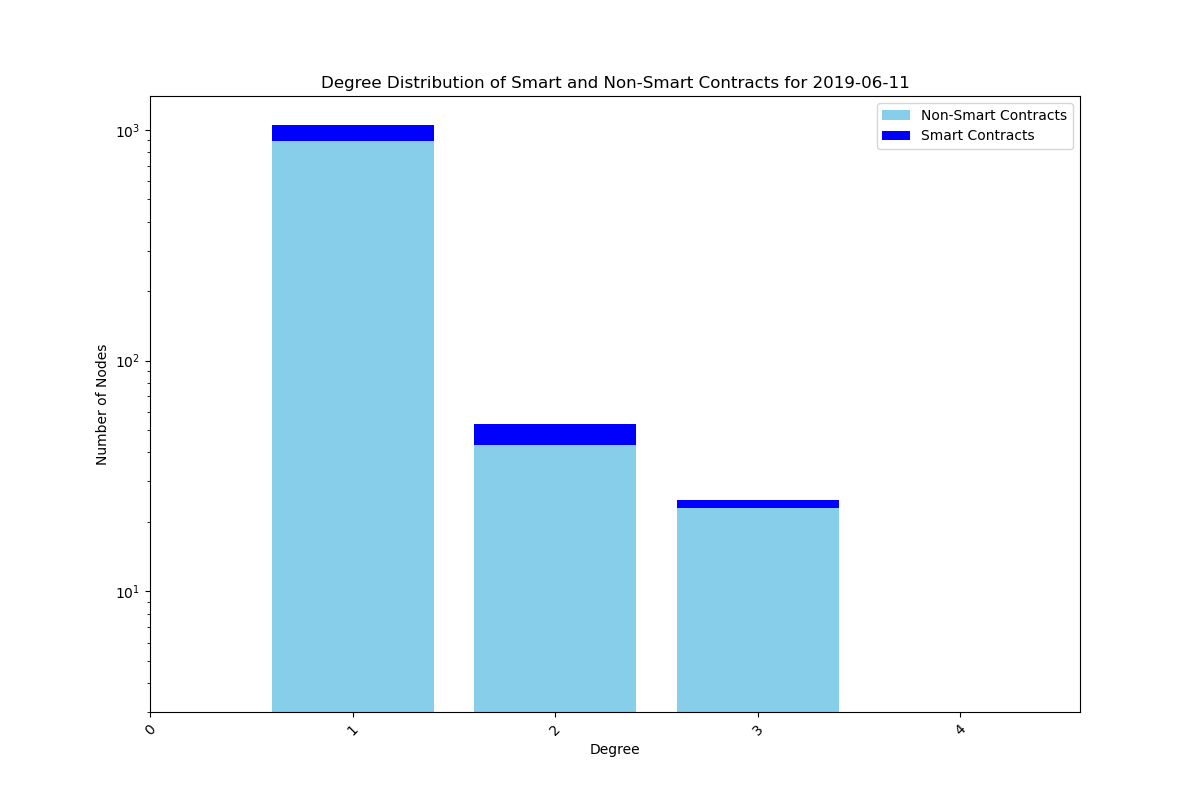 Degree Distribution of Smart and Non-Smart Contracts for 2019-06-11
Non-Smart Contracts
Smart Contracts
Number of Nodes
10³
10²
10¹
0 1 2 3 4
Degree